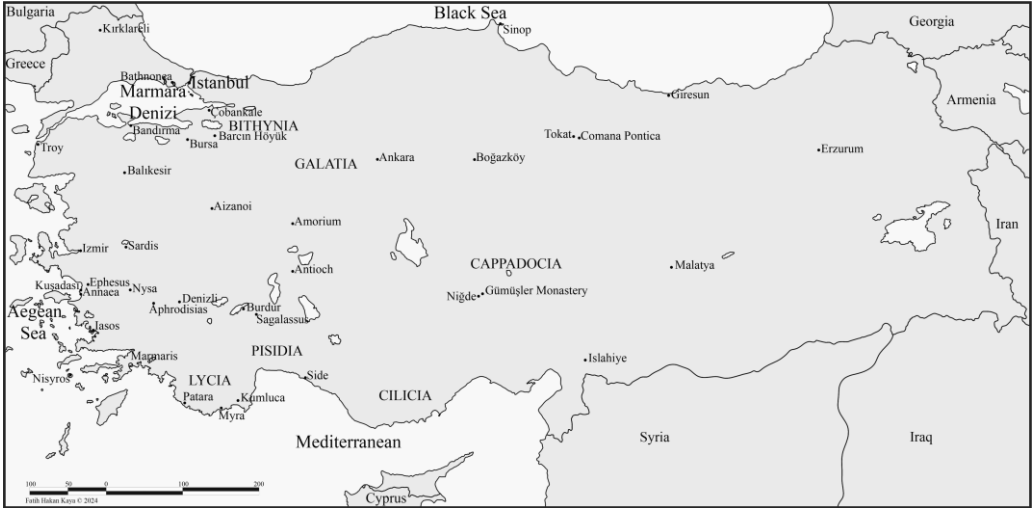 Bulgaria
Black Sea
Georgia
Kırklareli
Sinop
Greece
Bathnonea
Istanbul
Marmara
Denizi
Giresun
Armenia
Çobankale
BITHYNIA
Bandırma
Barcın Höyük
Tokat
Comana Pontica
Bursa
Troy
Erzurum
GALATIA
Ankara
Boğazköy
Balıkesir
Aizanoi
Amorium
Iran
Izmir
Sardis
Antioch
CAPPADOCIA
Malatya
Kuşadası
Ephesus
Annaea
Nysa
Niğde
Gümüşler Monastery
Denizli
Aphrodisias
Burdur
Sagalassus
Aegean
Sea
Iasos
PISIDIA
Marmaris
Islahiye
Nisyros
LYCIA
Side
Patara
Kumluca
CILICIA
Myra
Mediterranean
Syria
Iraq
100 50 0 100 200
Fatih Hakan Kaya © 2024
Cyprus